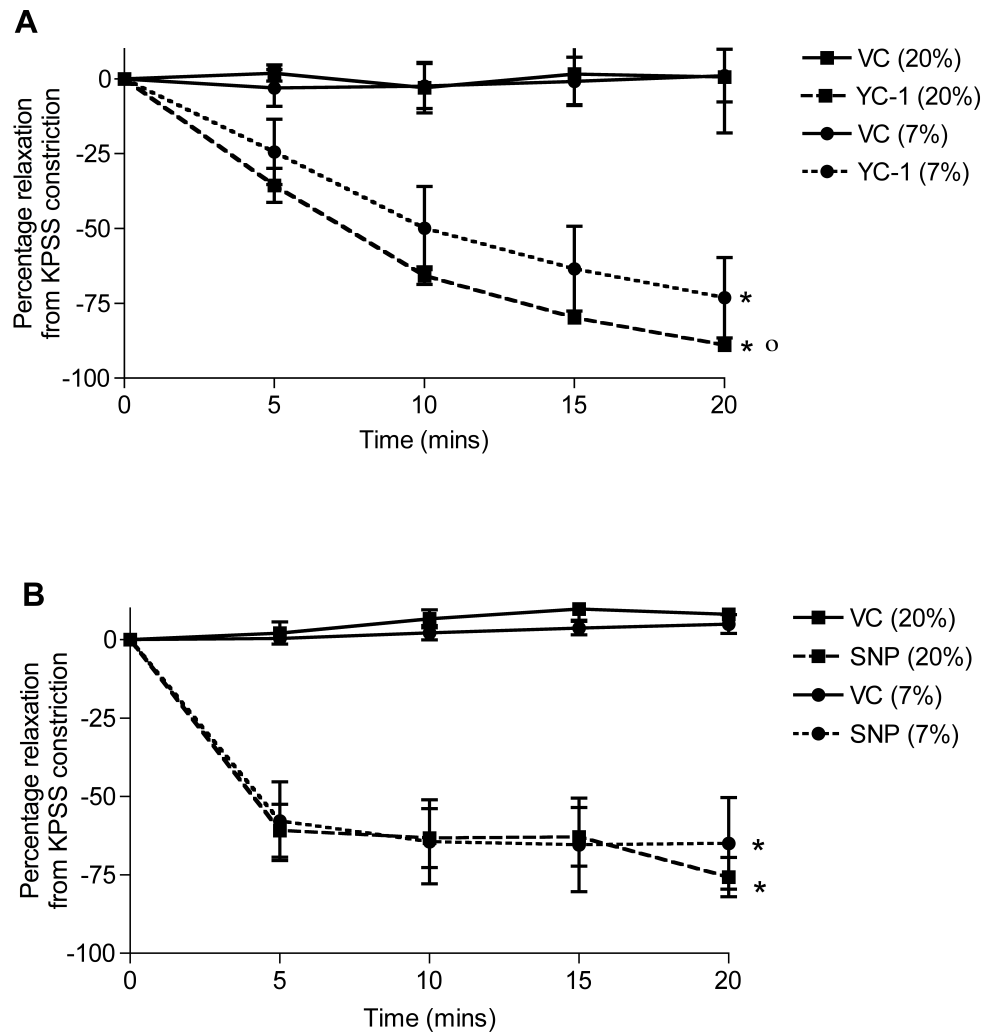 A
Percentage relaxation
from KPSS constriction
0
-25
-50
-75
-100
0 5 10 15 20
Time (mins)
* 
* o
VC (20%)
YC-1 (20%)
VC (7%)
YC-1 (7%)
B
Percentage relaxation
from KPSS constriction
0
-25
-50
-75
-100
0 5 10 15 20
Time (mins)
*
*
VC (20%)
SNP (20%)
VC (7%)
SNP (7%)